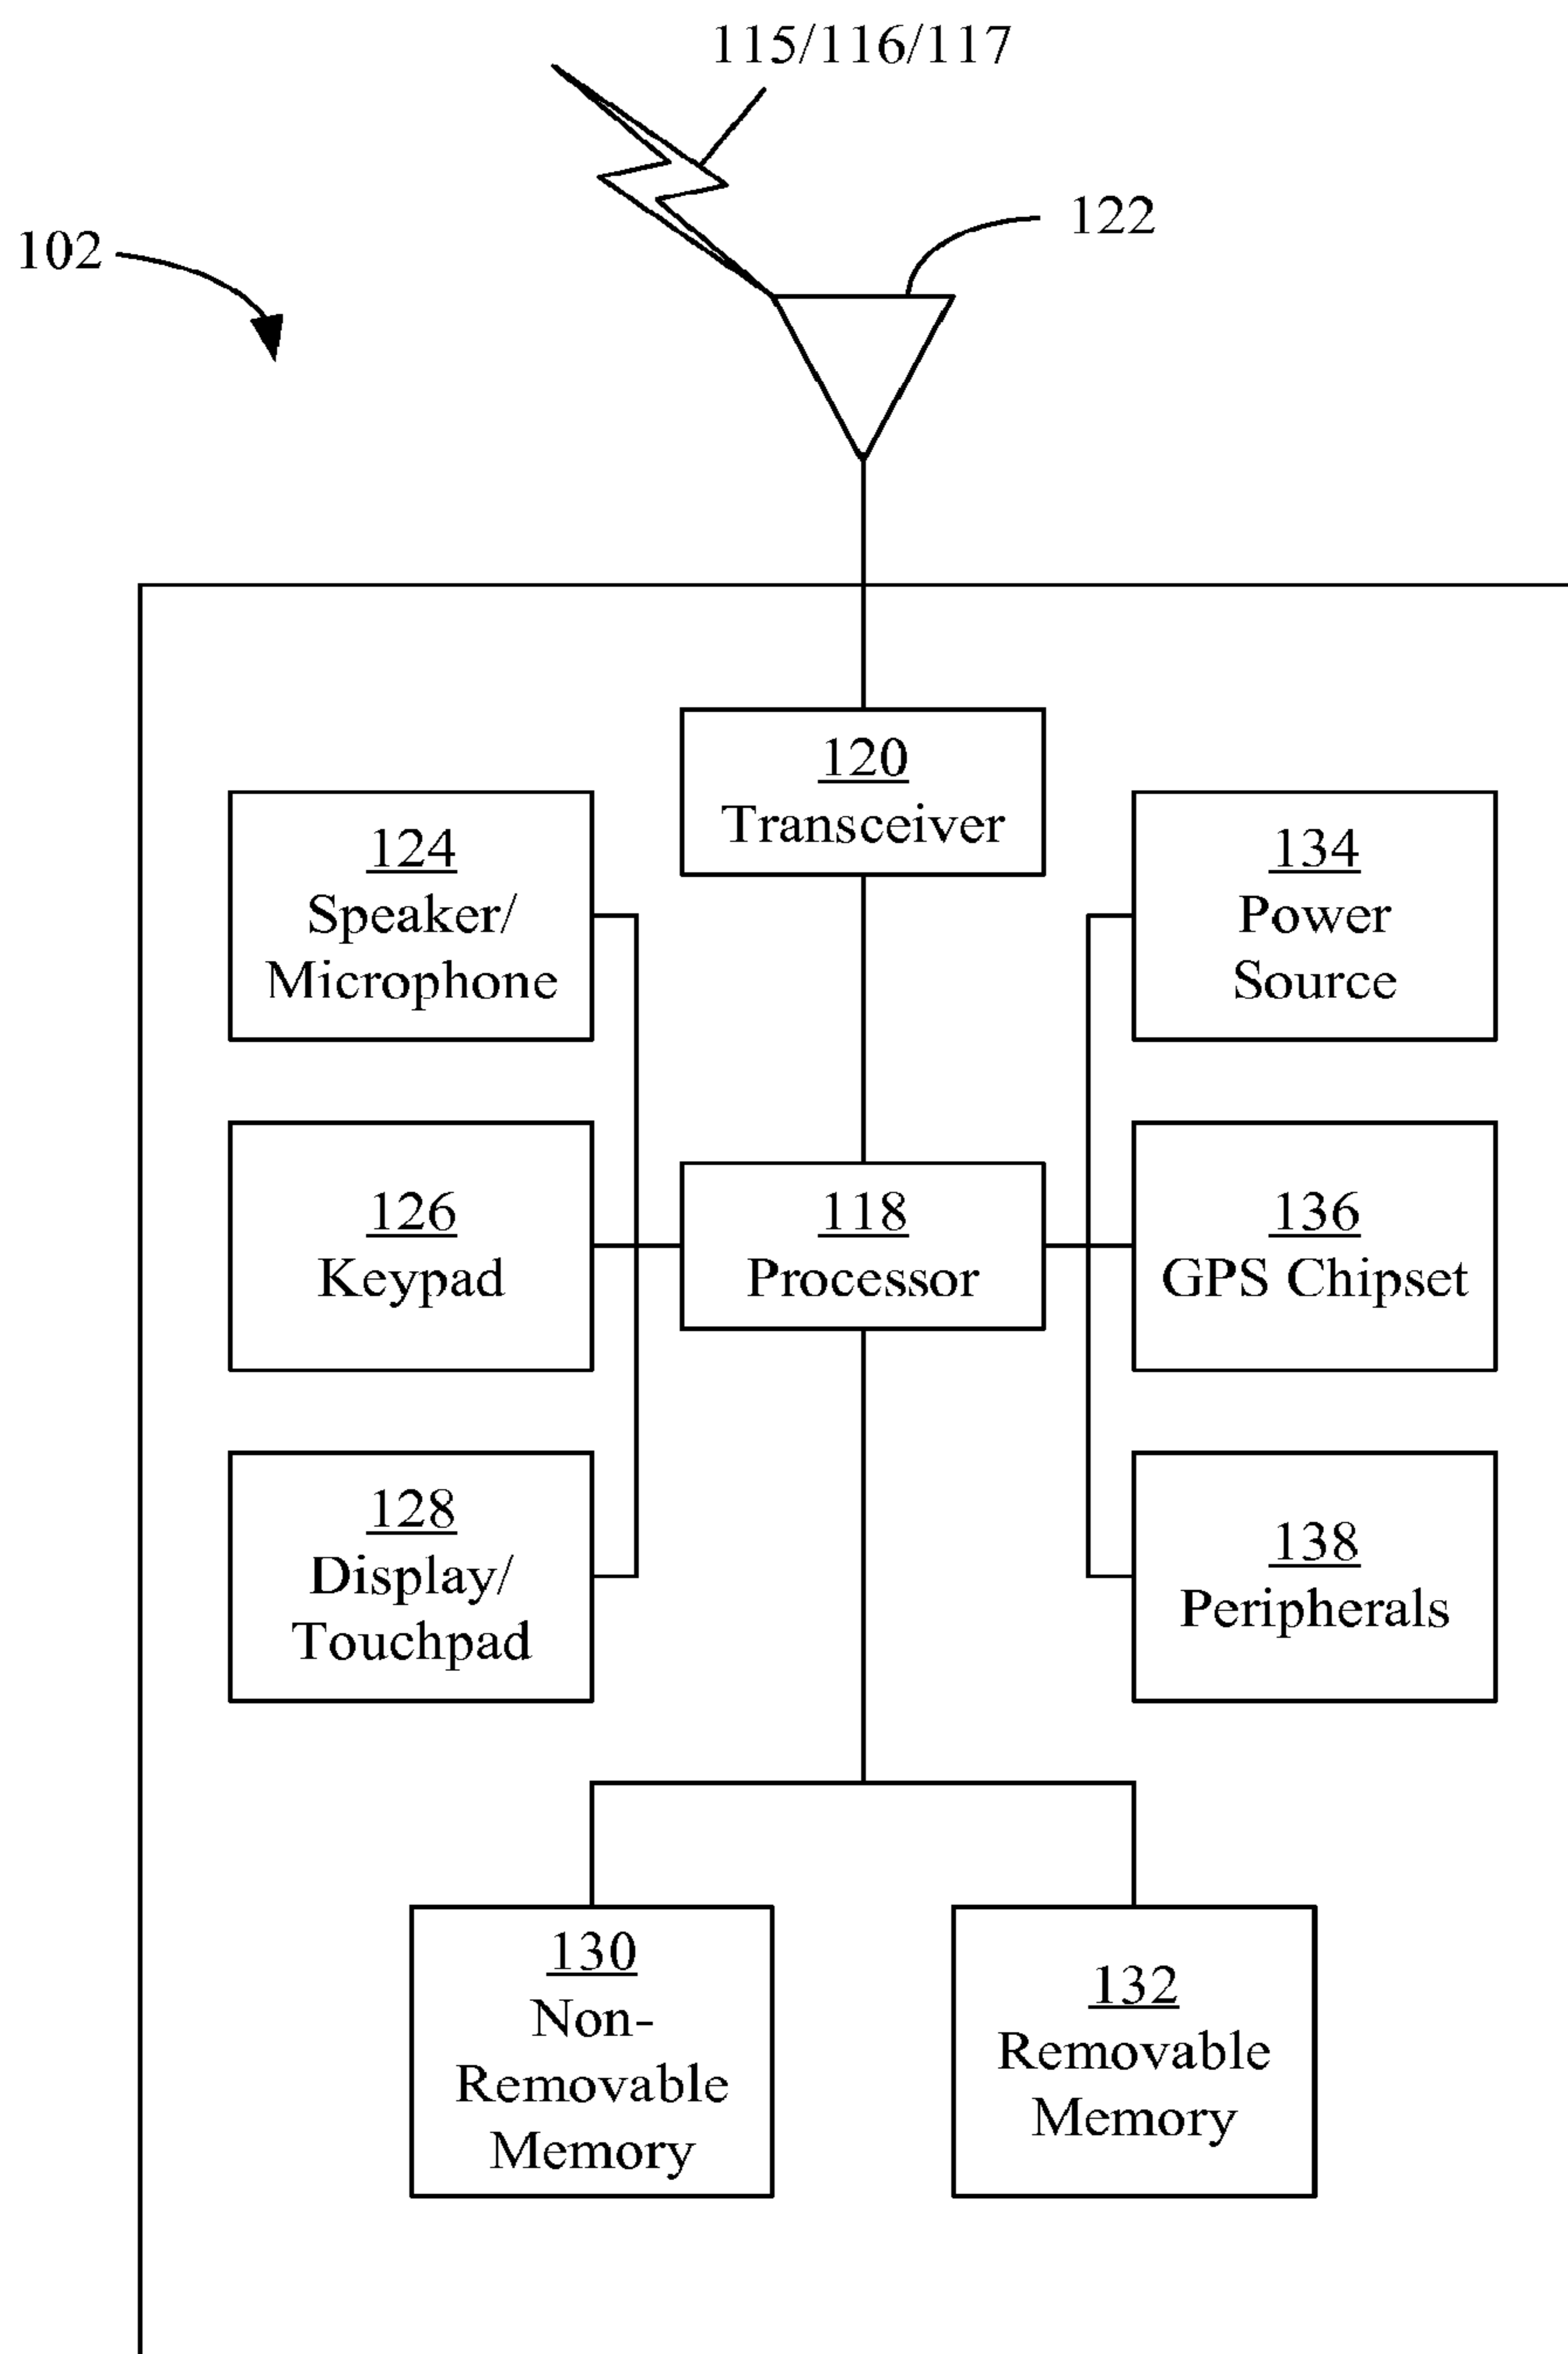 115/116/117
122
102
120
Transceiver
124
Speaker/
Microphone
134
Power
Source
126
Keypad
118
Processor
136
GPS Chipset
128
Display/
Touchpad
138
Peripherals
130
Non-
Removable
Memory
132
Removable
Memory